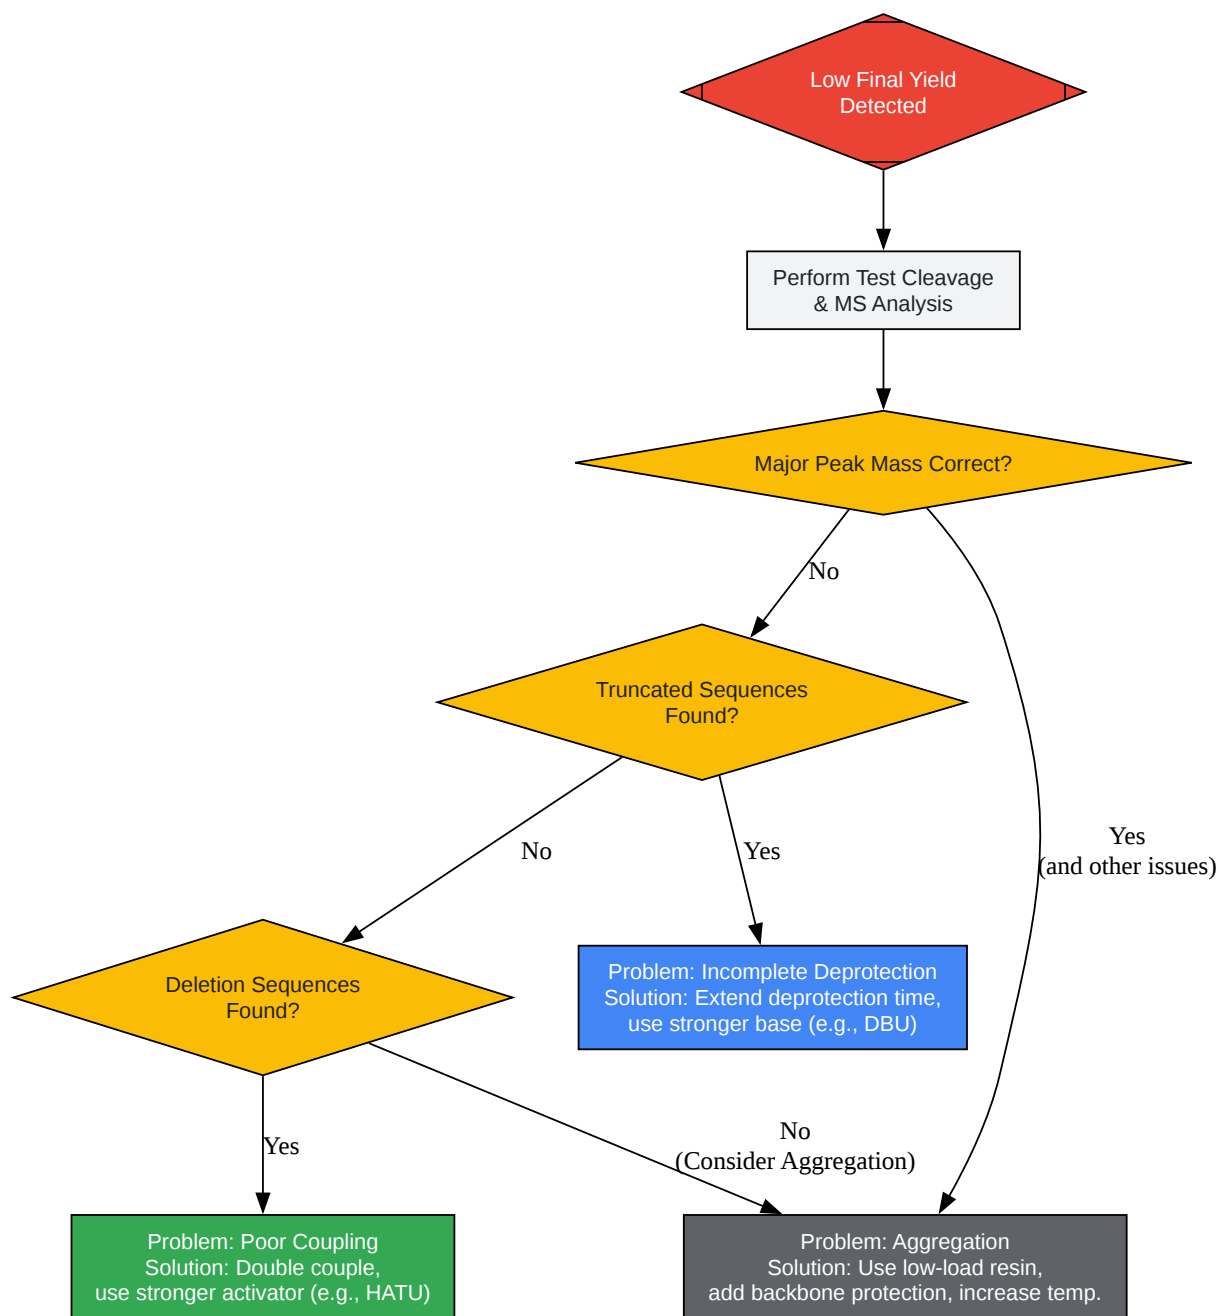 Low Final Yield
Detected
Perform Test Cleavage
& MS Analysis
Major Peak Mass Correct?
No
Truncated Sequences
Found?
No
Yes
Yes
(and other issues)
Deletion Sequences
Found?
Problem: Incomplete Deprotection
Solution: Extend deprotection time,
use stronger base (e.g., DBU)
Yes
No
(Consider Aggregation)
Problem: Poor Coupling
Solution: Double couple,
use stronger activator (e.g., HATU)
Problem: Aggregation
Solution: Use low-load resin,
add backbone protection, increase temp.